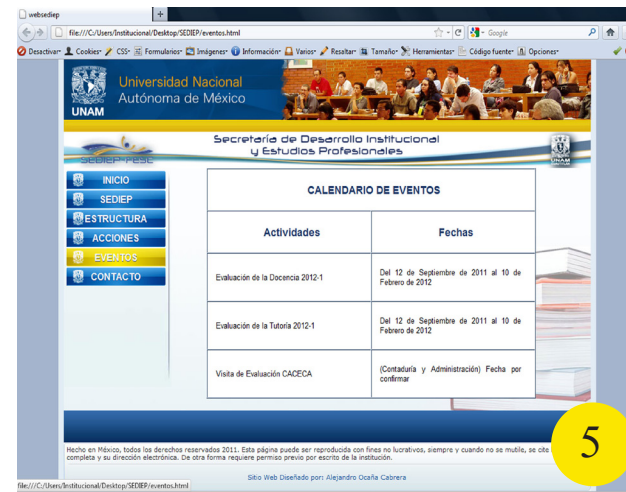 websediep
file:///C:/Users/Institucional/Desktop/SEDIEP/eventos.html
Google
Desactivar Cookies CSS Formularios Imágenes Información Varios Resaltar Tamaño Herramientas Código fuente Opciones
UNAM
Universidad Nacional
Autónoma de México
Secretaría de Desarrollo Institucional
y Estudios Profesionales
SEDIEP-FESC
UNAM
INICIO
SEDIEP
ESTRUCTURA
ACCIONES
EVENTOS
CONTACTO
CALENDARIO DE EVENTOS
Actividades Fechas
Evaluación de la Docencia 2012-1
Del 12 de Septiembre de 2011 al 10 de
Febrero de 2012
Evaluación de la Tutoría 2012-1
Del 12 de Septiembre de 2011 al 10 de
Febrero de 2012
Visita de Evaluación CACECA
(Contaduría y Administración) Fecha por
confirmar
Hecho en México, todos los derechos reservados 2011. Esta página puede ser reproducida con fines no lucrativos, siempre y cuando no se mutile, se cite
completa y su dirección electrónica. De otra forma requiere permiso previo por escrito de la institución.
Sitio Web Diseñado por: Alejandro Ocaña Cabrera
file:///C:/Users/Institucional/Desktop/SEDIEP/eventos.html
5